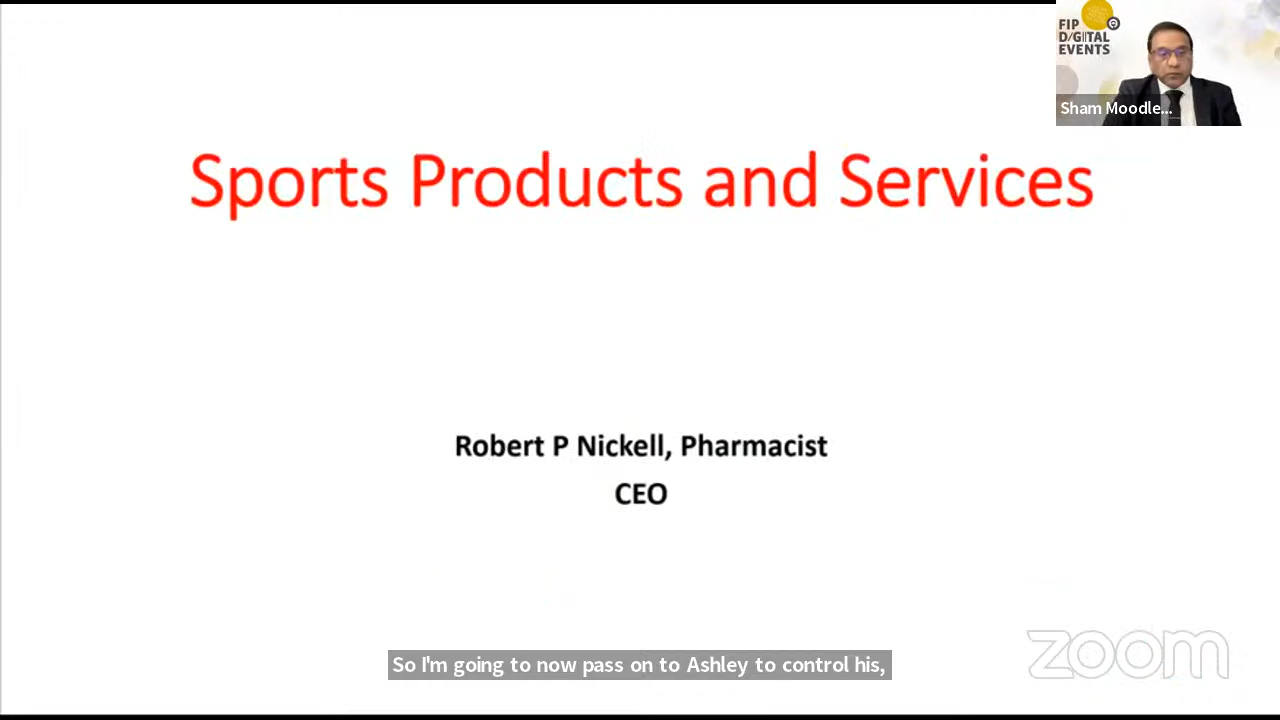 FIP
D/GITAL
EVENTS
Sham Moodle...
Sports Products and Services
Robert P Nickell, Pharmacist
CEO
So I'm going to now pass on to Ashley to control his,
zoom